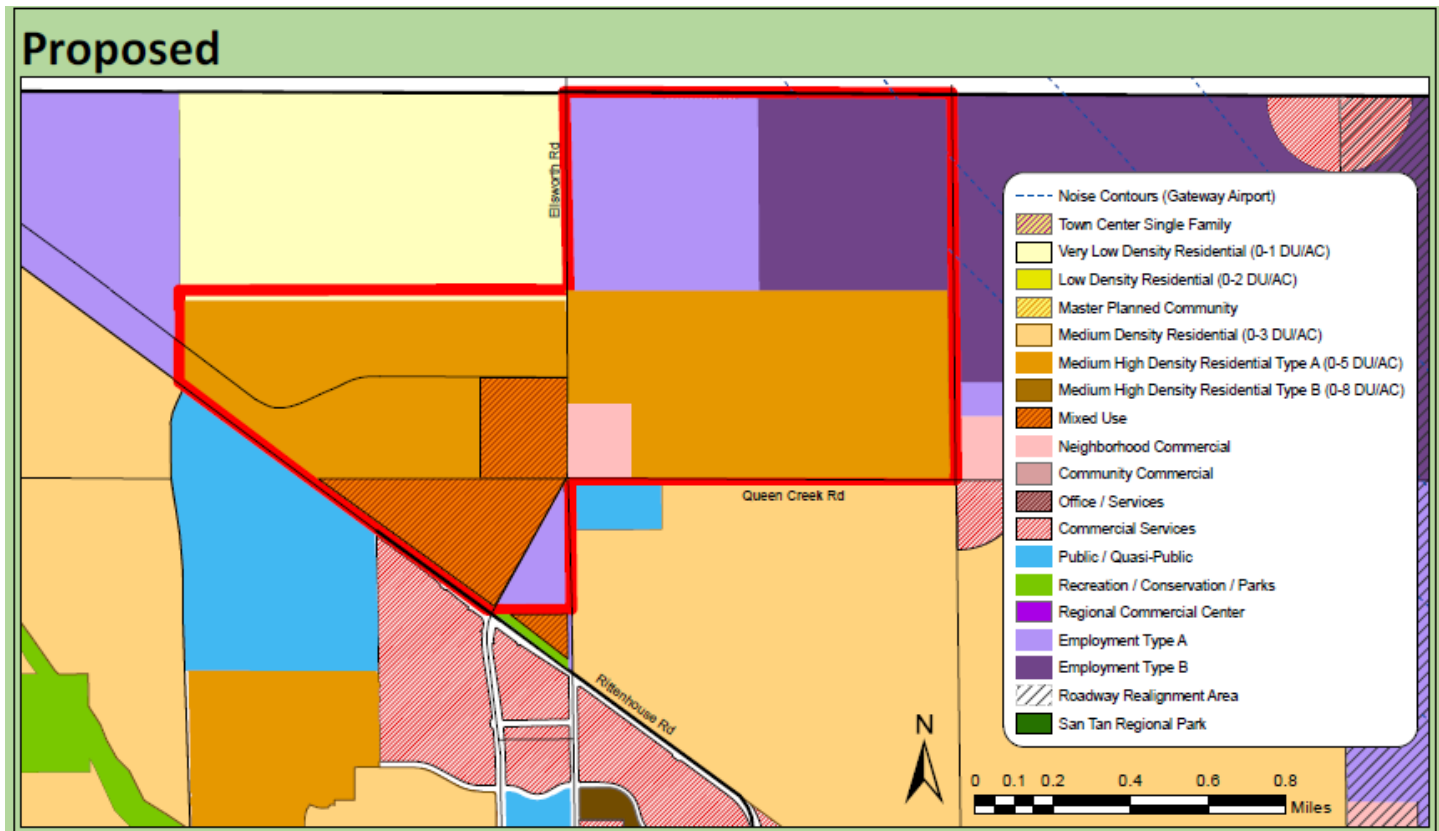 Proposed
Ellsworth Rd
Noise Contours (Gateway Airport)
Town Center Single Family
Very Low Density Residential (0-1 DU/AC)
Low Density Residential (0-2 DU/AC)
Master Planned Community
Medium Density Residential (0-3 DU/AC)
Medium High Density Residential Type A (0-5 DU/AC)
Medium High Density Residential Type B (0-8 DU/AC)
Mixed Use
Neighborhood Commercial
Community Commercial
Office / Services
Commercial Services
Public / Quasi-Public
Recreation / Conservation / Parks
Regional Commercial Center
Employment Type A
Employment Type B
Roadway Realignment Area
San Tan Regional Park
Queen Creek Rd
Rittenhouse Rd
N
0 0.1 0.2 0.4 0.6 0.8
Miles